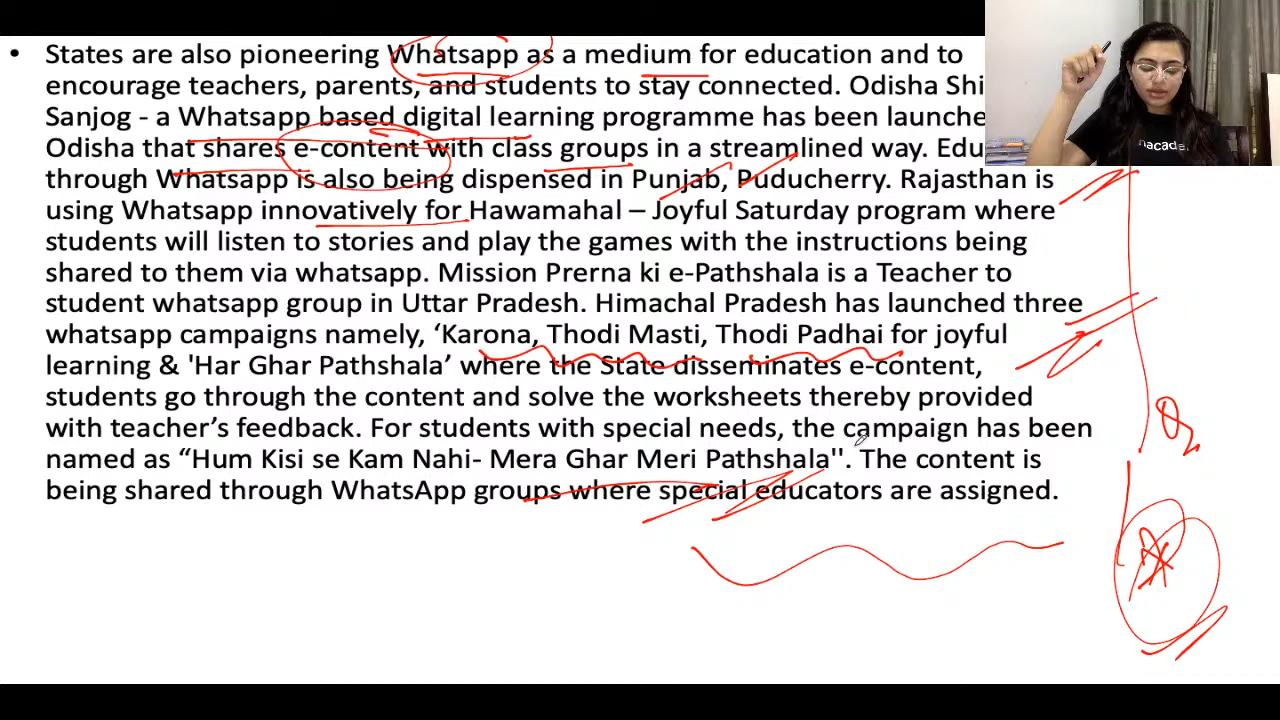 • States are also pioneering Whatsapp as a medium for education and to
encourage teachers, parents, and students to stay connected. Odisha Shi
Sanjog - a Whatsapp based digital learning programme has been launche
Odisha that shares e-content with class groups in a streamlined way. Edu
through Whatsapp is also being dispensed in Punjab, Puducherry. Rajasthan is
using Whatsapp innovatively for Hawamahal – Joyful Saturday program where
students will listen to stories and play the games with the instructions being
shared to them via whatsapp. Mission Prerna ki e-Pathshala is a Teacher to
student whatsapp group in Uttar Pradesh. Himachal Pradesh has launched three
whatsapp campaigns namely, ‘Karona, Thodi Masti, Thodi Padhai for joyful
learning & 'Har Ghar Pathshala’ where the State disseminates e-content,
students go through the content and solve the worksheets thereby provided
with teacher’s feedback. For students with special needs, the campaign has been
named as “Hum Kisi se Kam Nahi- Mera Ghar Meri Pathshala''. The content is
being shared through WhatsApp groups where special educators are assigned.
nacade